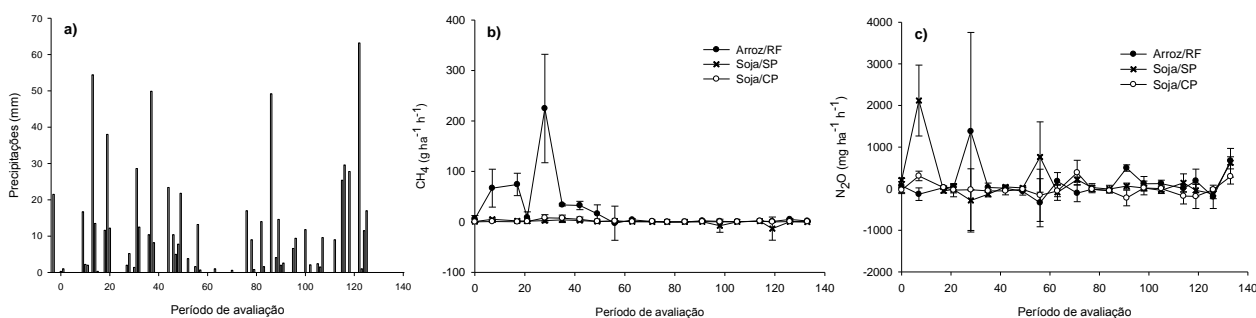 a)
Precipitações (mm)
70
60
50
40
30
20
10
0
0 20 40 60 80 100 120 140
Período de avaliação
b)
CH4 (g ha-1 h-1)
400
300
200
100
0
-100
0 20 40 60 80 100 120 140
Período de avaliação
Arroz/RF
Soja/SP
Soja/CP
c)
N2O (mg ha-1 h-1)
4000
3000
2000
1000
0
-1000
-2000
0 20 40 60 80 100 120 140
Período de avaliação
Arroz/RF
Soja/SP
Soja/CP